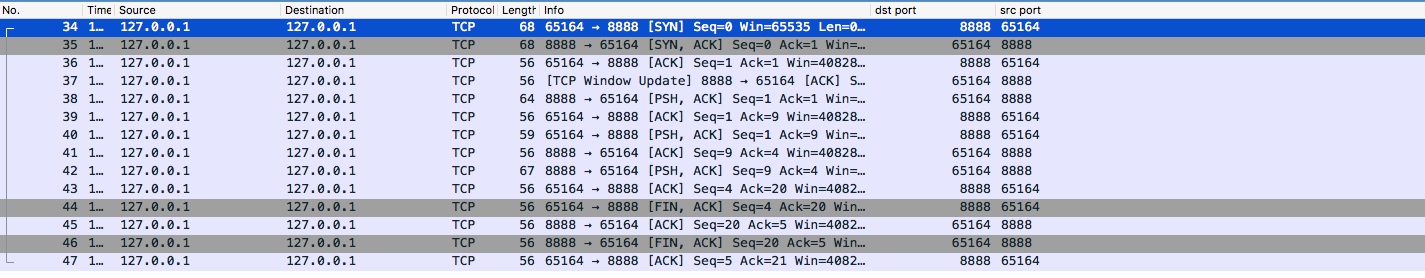 No. Time Source Destination Protocol Length Info dst port src port
34 1… 127.0.0.1 127.0.0.1 TCP 68 65164 → 8888 [SYN] Seq=0 Win=65535 Len=0… 8888 65164
35 1… 127.0.0.1 127.0.0.1 TCP 68 8888 → 65164 [SYN, ACK] Seq=0 Ack=1 Win=… 65164 8888
36 1… 127.0.0.1 127.0.0.1 TCP 56 65164 → 8888 [ACK] Seq=1 Ack=1 Win=40828… 8888 65164
37 1… 127.0.0.1 127.0.0.1 TCP 56 [TCP Window Update] 8888 → 65164 [ACK] S… 65164 8888
38 1… 127.0.0.1 127.0.0.1 TCP 64 8888 → 65164 [PSH, ACK] Seq=1 Ack=1 Win=… 65164 8888
39 1… 127.0.0.1 127.0.0.1 TCP 56 65164 → 8888 [ACK] Seq=1 Ack=9 Win=40828… 8888 65164
40 1… 127.0.0.1 127.0.0.1 TCP 59 65164 → 8888 [PSH, ACK] Seq=1 Ack=9 Win=… 8888 65164
41 1… 127.0.0.1 127.0.0.1 TCP 56 8888 → 65164 [ACK] Seq=9 Ack=4 Win=40828… 65164 8888
42 1… 127.0.0.1 127.0.0.1 TCP 67 8888 → 65164 [PSH, ACK] Seq=9 Ack=4 Win=… 65164 8888
43 1… 127.0.0.1 127.0.0.1 TCP 56 65164 → 8888 [ACK] Seq=4 Ack=20 Win=4082… 8888 65164
44 1… 127.0.0.1 127.0.0.1 TCP 56 65164 → 8888 [FIN, ACK] Seq=4 Ack=20 Win… 8888 65164
45 1… 127.0.0.1 127.0.0.1 TCP 56 8888 → 65164 [ACK] Seq=20 Ack=5 Win=4082… 65164 8888
46 1… 127.0.0.1 127.0.0.1 TCP 56 8888 → 65164 [FIN, ACK] Seq=20 Ack=5 Win… 65164 8888
47 1… 127.0.0.1 127.0.0.1 TCP 56 65164 → 8888 [ACK] Seq=5 Ack=21 Win=4082… 8888 65164